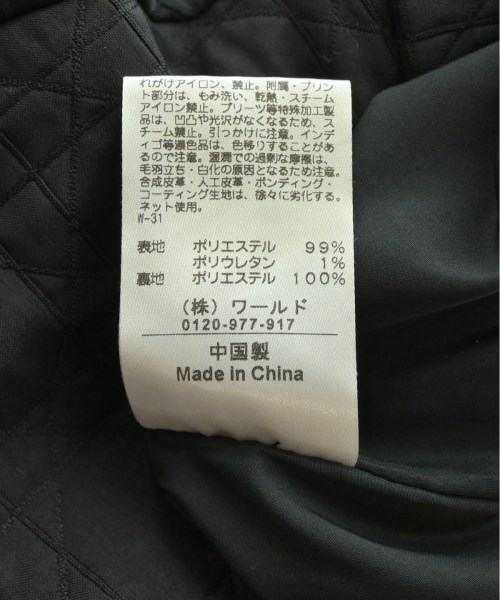 れがけアイロン、禁止。附属・プリン
ト部分は、もみ洗い、乾熱・スチーム
アイロン禁止。プリーツ等特殊加工製
品は、凹凸や光沢がなくなるため、ス
チーム禁止。引っかけに注意。インデ
ィゴ等濃色品は、色移りすることがあ
るので注意。湿潤での過剰な摩擦は、
毛羽立ち・白化の原因となるため注意。
合成皮革・人工皮革・ボンディング・
コーティング生地は、徐々に劣化する。
ネット使用。
W-31
表地 ポリエステル 99%
ポリウレタン 1%
裏地 ポリエステル 100%
(株) ワールド
0120-977-917
中国製
Made in China